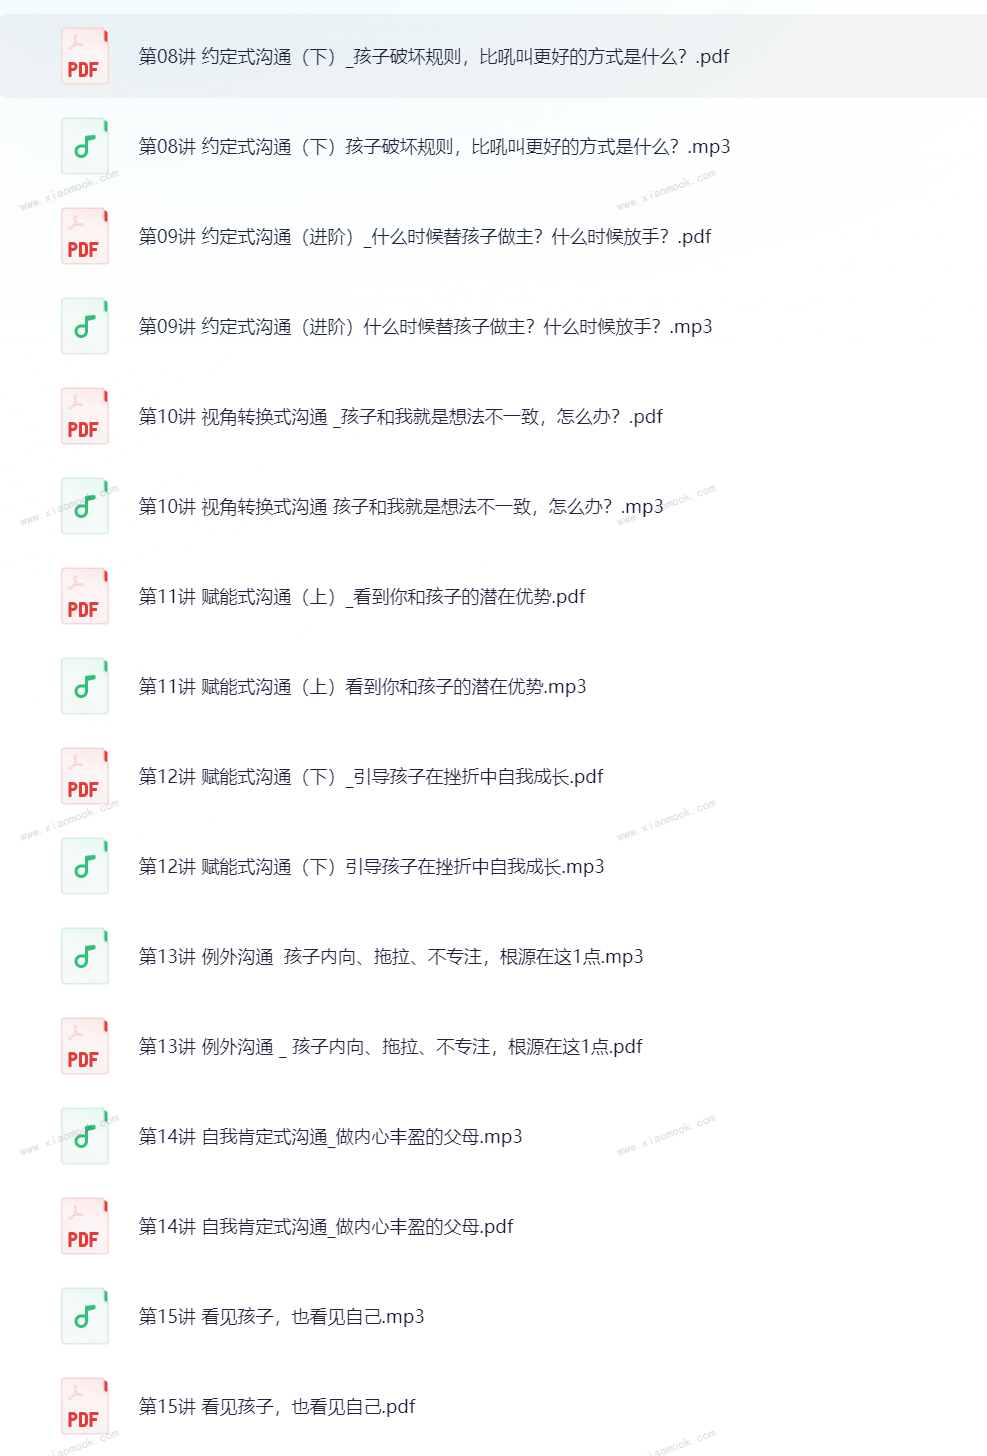 PDF
第08讲 约定式沟通（下）_孩子破坏规则，比吼叫更好的方式是什么？.pdf
第08讲 约定式沟通（下）孩子破坏规则，比吼叫更好的方式是什么？.mp3
www.xiaomook.com
www.xiaomook.com
PDF
第09讲 约定式沟通（进阶）_什么时候替孩子做主？什么时候放手？.pdf
第09讲 约定式沟通（进阶）什么时候替孩子做主？什么时候放手？.mp3
PDF
第10讲 视角转换式沟通 _孩子和我就是想法不一致，怎么办？.pdf
第10讲 视角转换式沟通 孩子和我就是想法不一致，怎么办？.mp3
www.xiaomook.com
www.xiaomook.com
PDF
第11讲 赋能式沟通（上）_看到你和孩子的潜在优势.pdf
第11讲 赋能式沟通（上）看到你和孩子的潜在优势.mp3
PDF
第12讲 赋能式沟通（下）_引导孩子在挫折中自我成长.pdf
www.xiaomook.com
www.xiaomook.com
第12讲 赋能式沟通（下）引导孩子在挫折中自我成长.mp3
第13讲 例外沟通  孩子内向、拖拉、不专注，根源在这1点.mp3
PDF
第13讲 例外沟通 _ 孩子内向、拖拉、不专注，根源在这1点.pdf
第14讲 自我肯定式沟通_做内心丰盈的父母.mp3
www.xiaomook.com
www.xiaomook.com
PDF
第14讲 自我肯定式沟通_做内心丰盈的父母.pdf
第15讲 看见孩子，也看见自己.mp3
PDF
第15讲 看见孩子，也看见自己.pdf
xiaomook.com
xiaomook.com